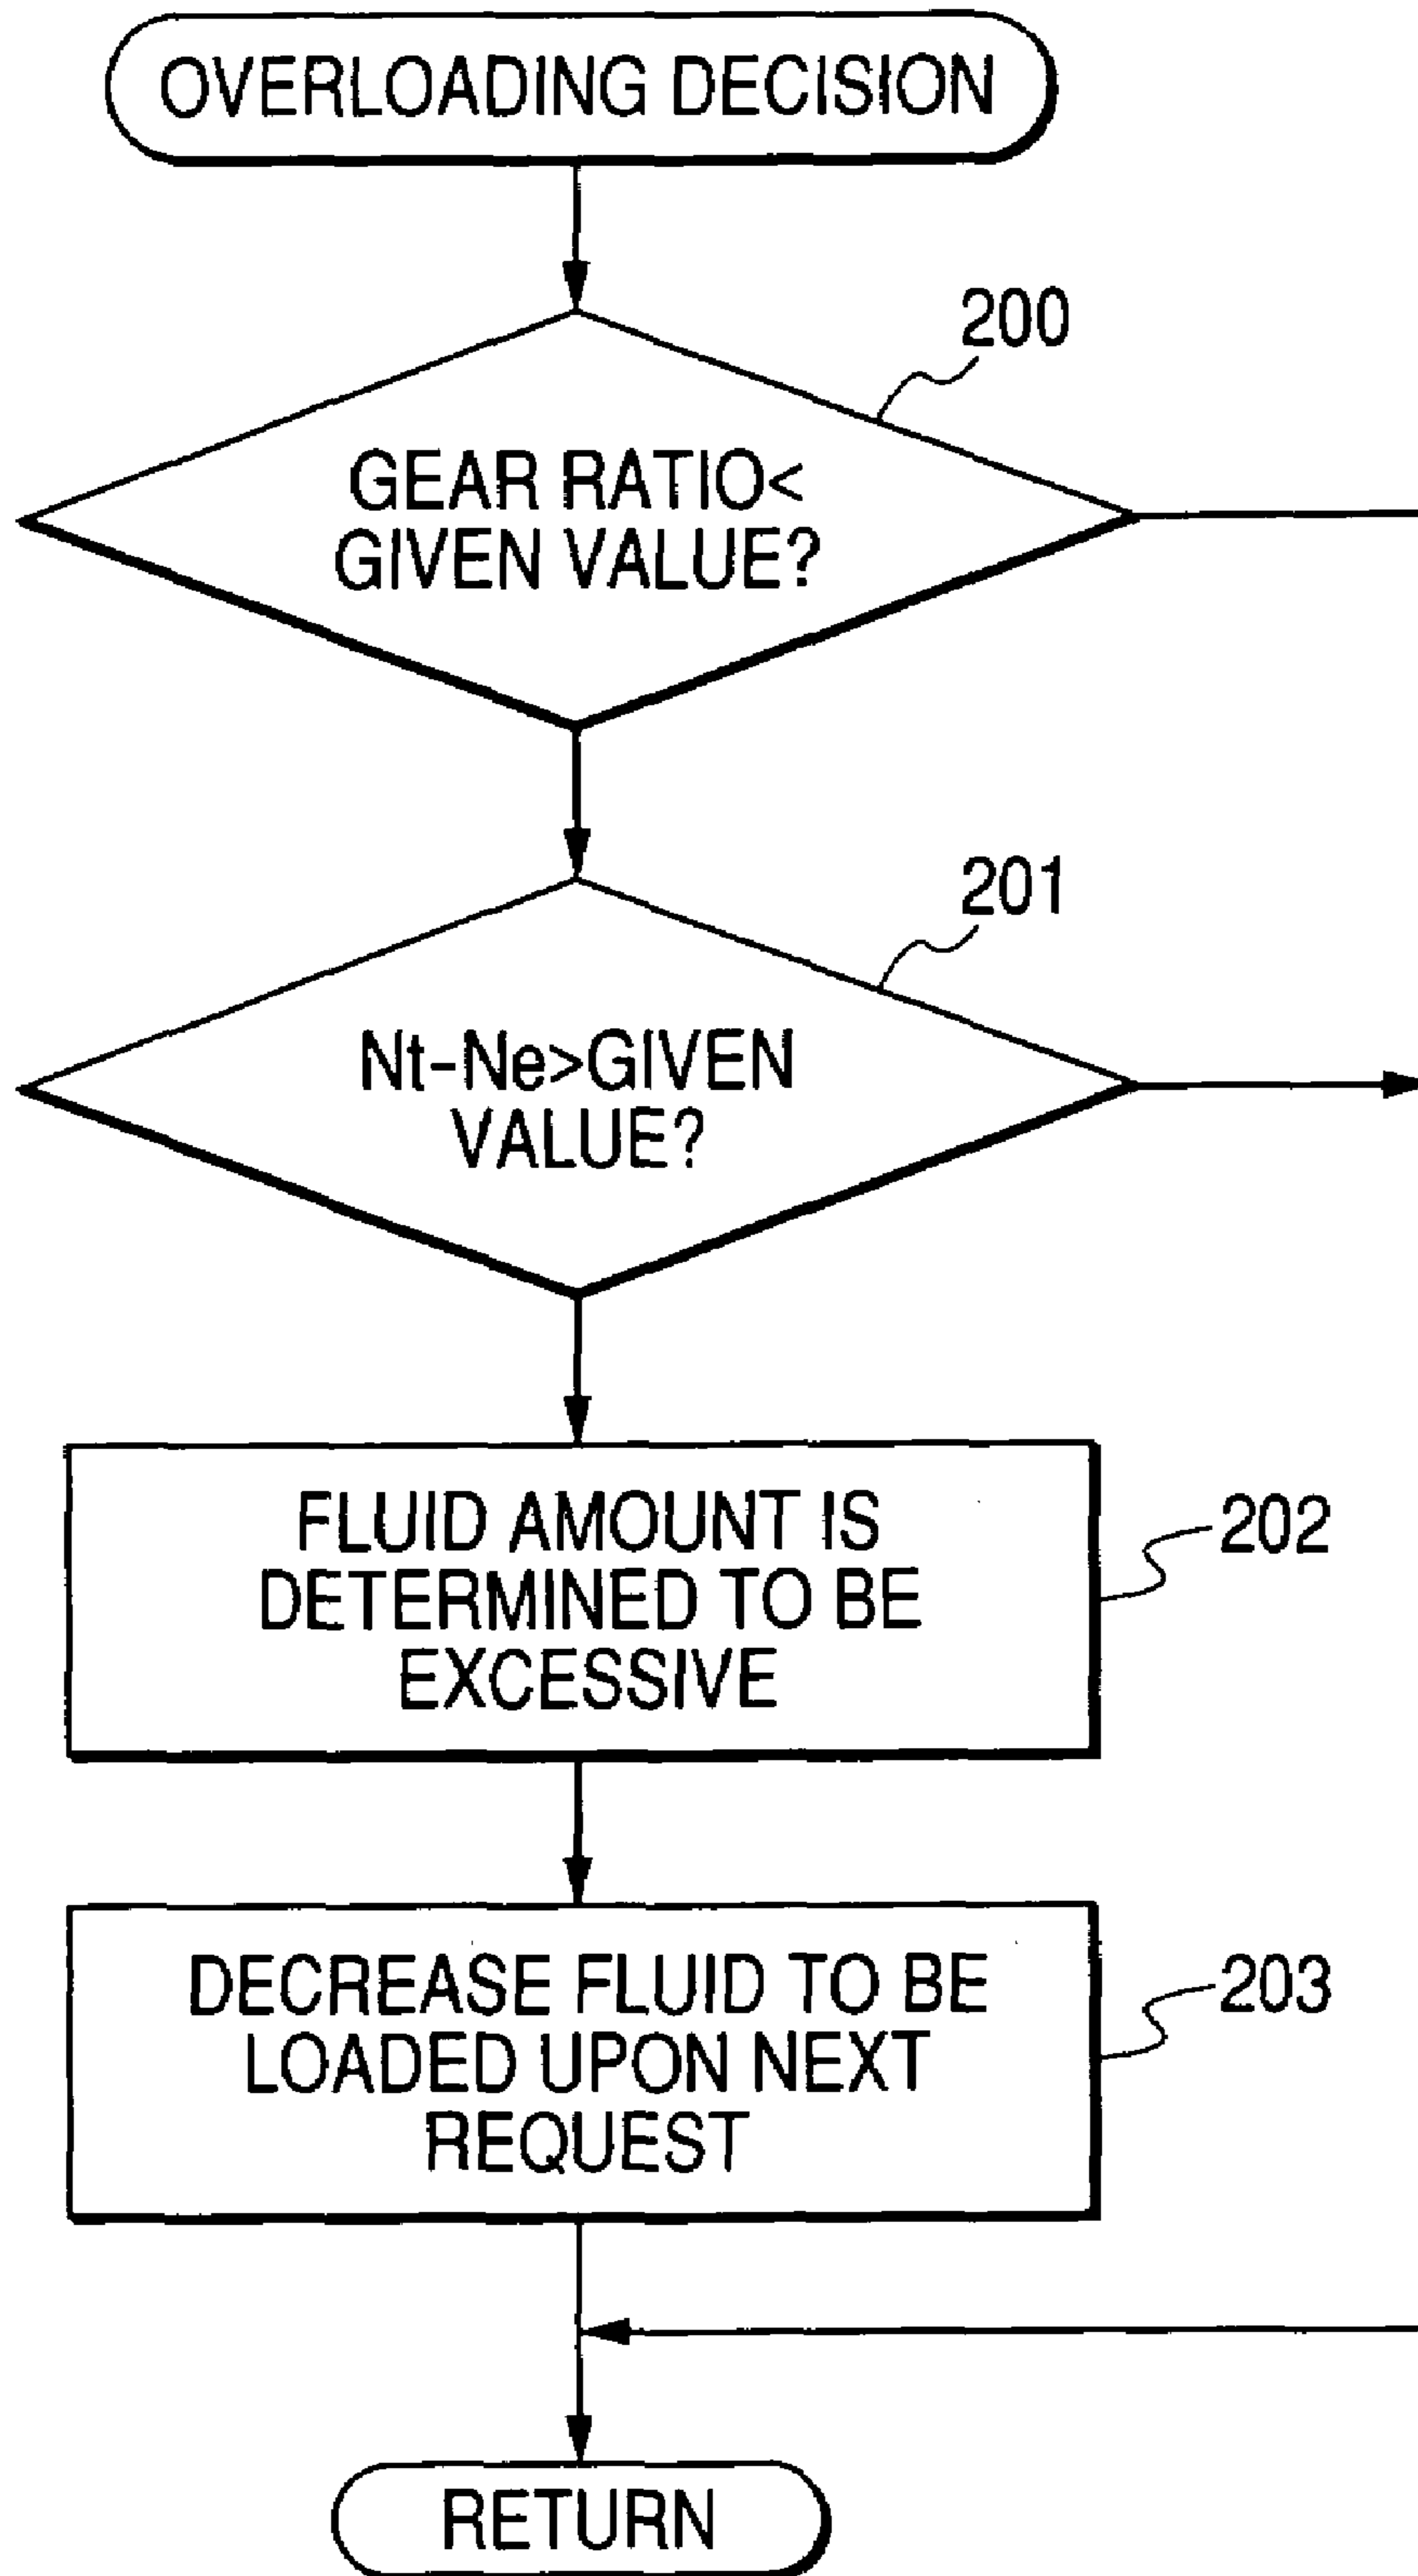 OVERLOADING DECISION
200
GEAR RATIO<
GIVEN VALUE?
201
Nt-Ne>GIVEN
VALUE?
FLUID AMOUNT IS
DETERMINED TO BE
EXCESSIVE
202
DECREASE FLUID TO BE
LOADED UPON NEXT
REQUEST
203
RETURN